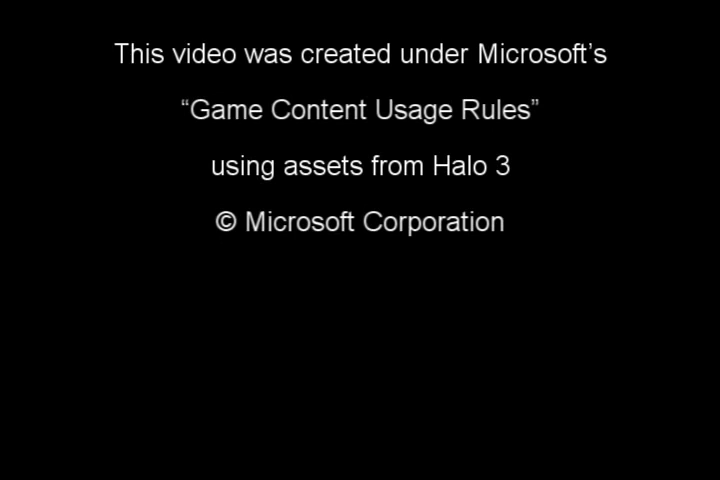 This video was created under Microsoft’s
“Game Content Usage Rules”
using assets from Halo 3
© Microsoft Corporation